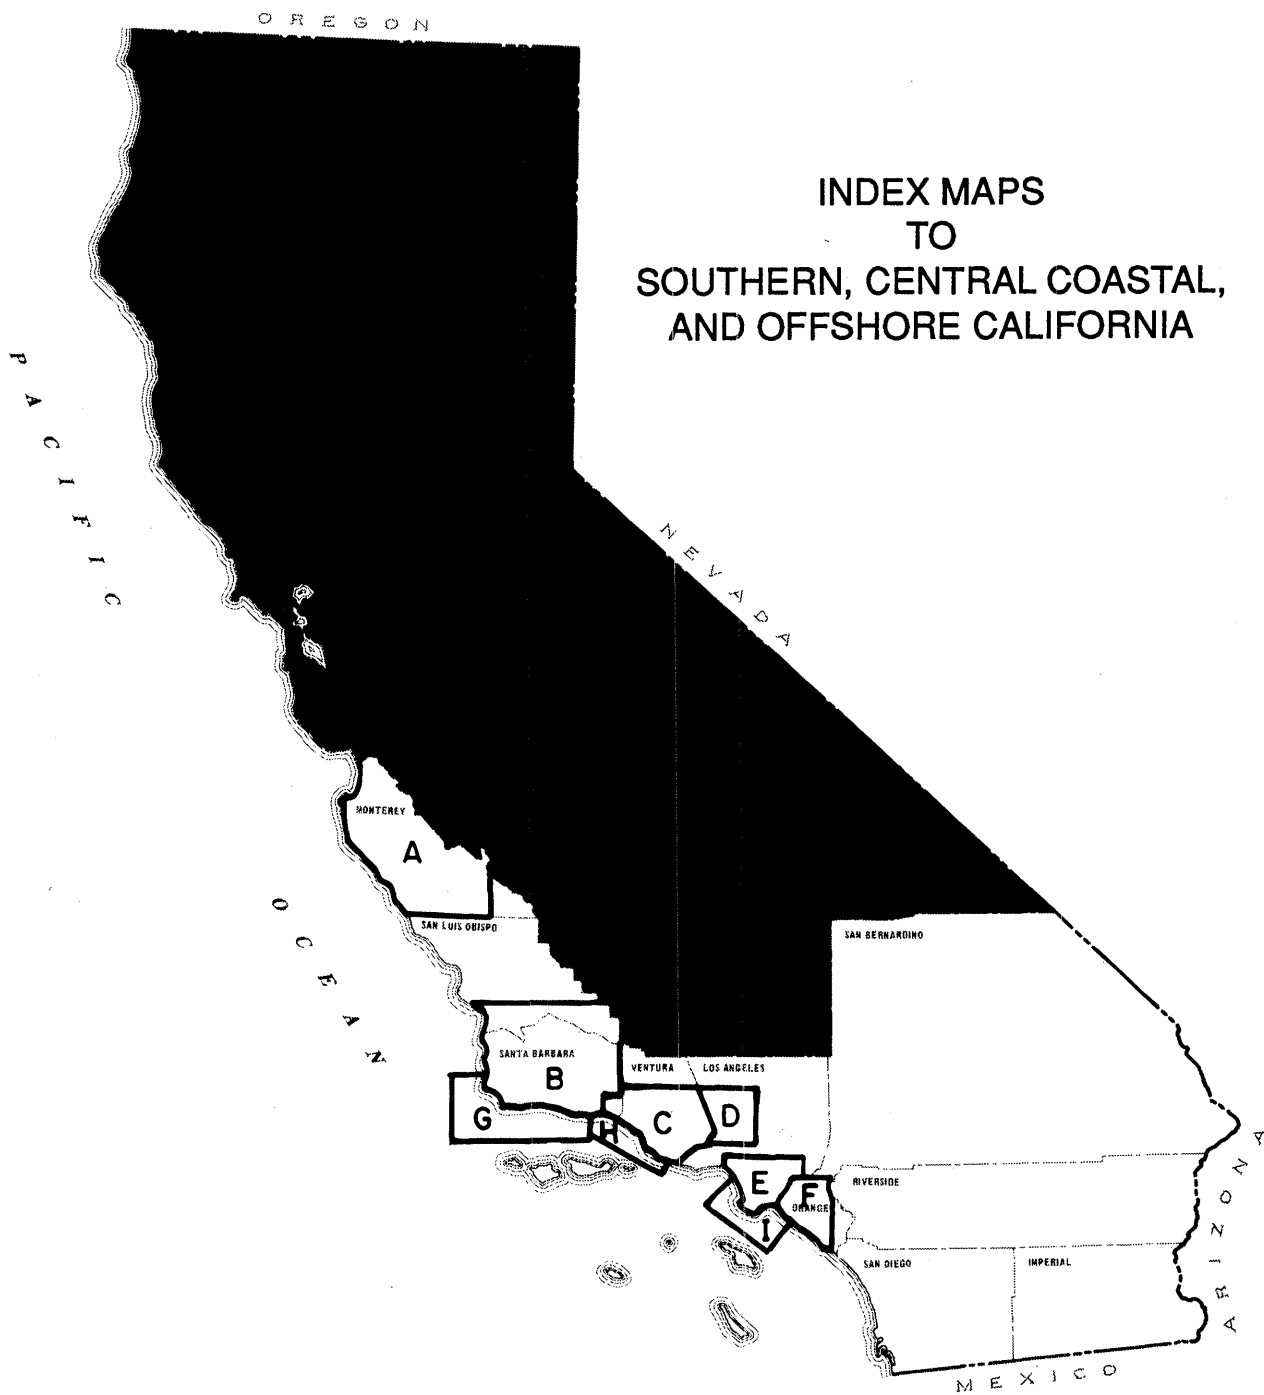 OREGON
INDEX MAPS
TO
SOUTHERN, CENTRAL COASTAL,
AND OFFSHORE CALIFORNIA
PACIFIC
NEVADA
MONTEREY
A
OCEAN
SAN LUIS OBISPO
SAN BERNARDINO
SANTA BARBARA
B
VENTURA
LOS ANGELES
G
H
C
D
ARIZONA
E
F
RIVERSIDE
ORANGE
I
SAN DIEGO
IMPERIAL
MEXICO